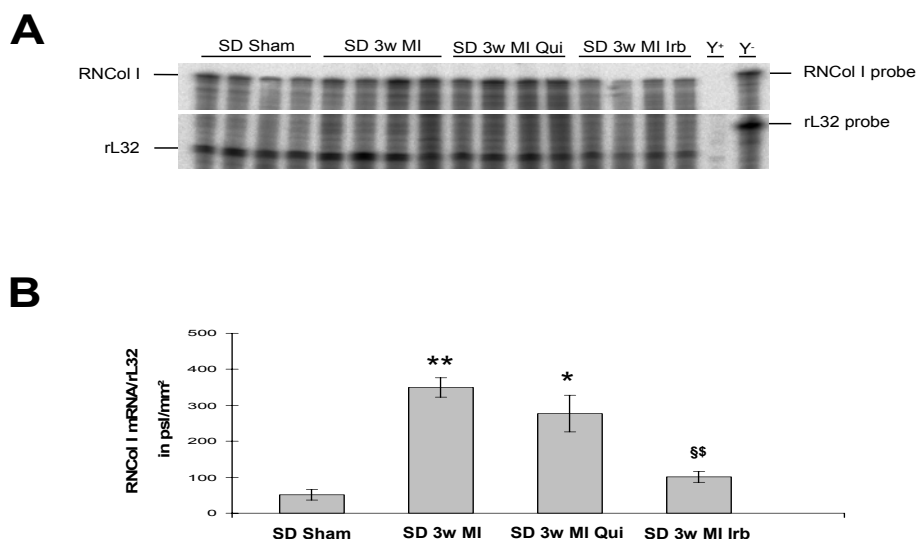 A
SD Sham SD 3w MI SD 3w MI Qui SD 3w MI Irb Y+ Y-
RNCol I RNCol I probe
rL32 probe
rL32
B
RNCol I mRNA/rL32
in psl/mm²
500
400
300
200
100
0
**
*
§$
SD Sham SD 3w MI SD 3w MI Qui SD 3w MI Irb